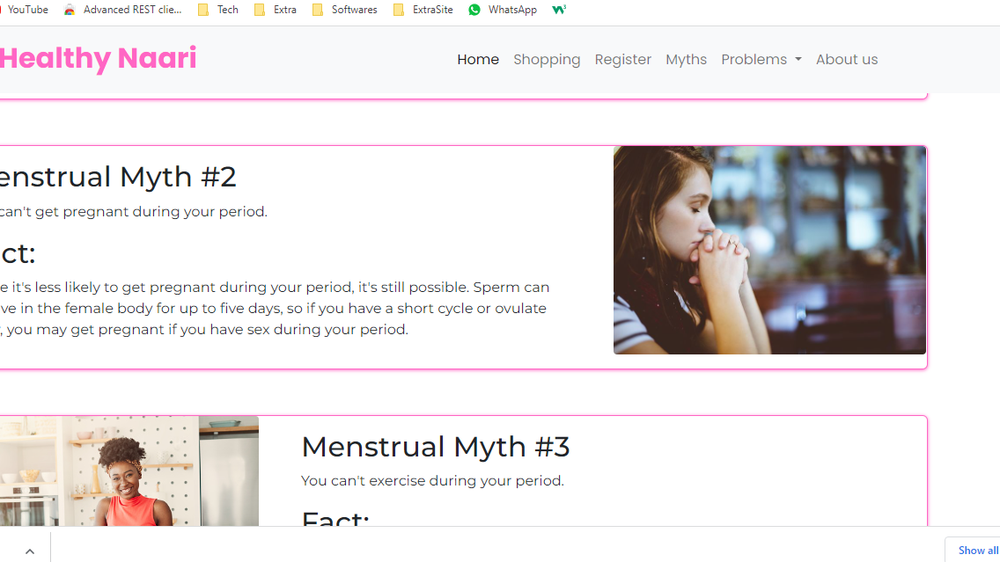 YouTube Advanced REST clie... Tech Extra Softwares ExtraSite WhatsApp
Healthy Naari Home Shopping Register Myths Problems About us
enstrual Myth #2
can't get pregnant during your period.
ct:
e it's less likely to get pregnant during your period, it's still possible. Sperm can
ve in the female body for up to five days, so if you have a short cycle or ovulate
, you may get pregnant if you have sex during your period.
Menstrual Myth #3
You can't exercise during your period.
Fact:
Show all